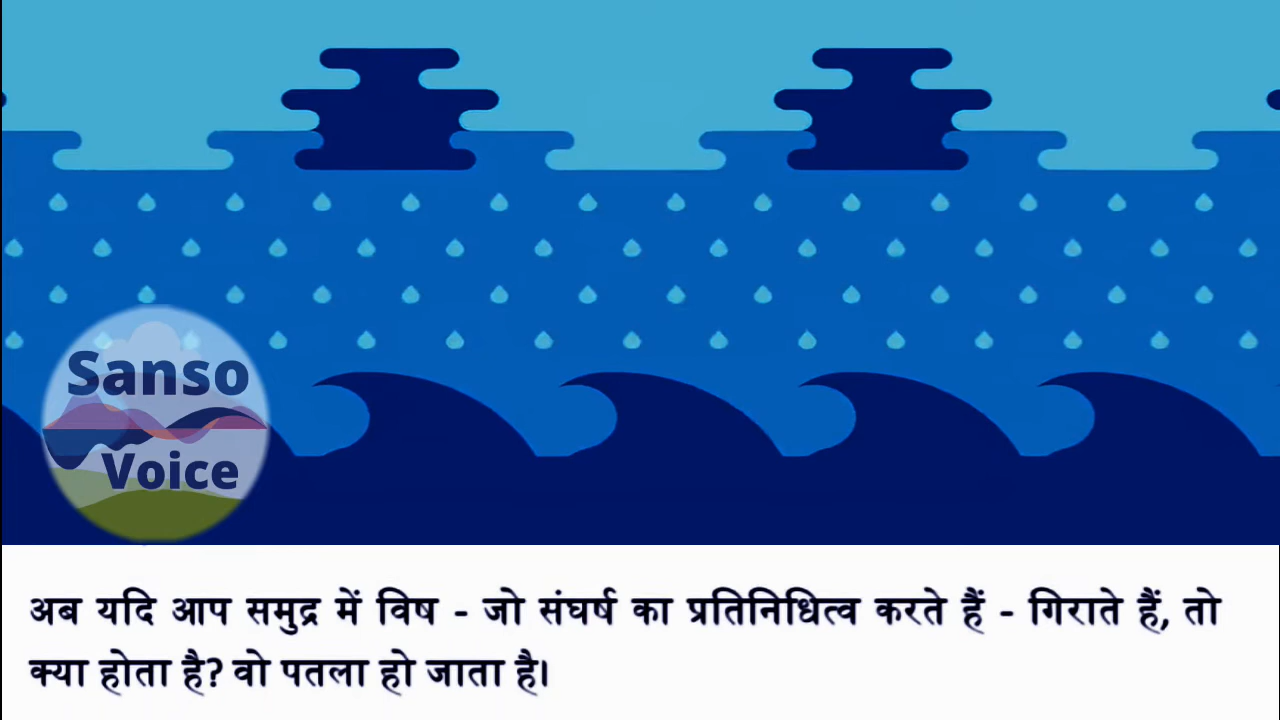 Sanso
Voice
अब यदि आप समुद्र में विष - जो संघर्ष का प्रतिनिधित्व करते हैं - गिराते हैं, तो
क्या होता है? वो पतला हो जाता है।